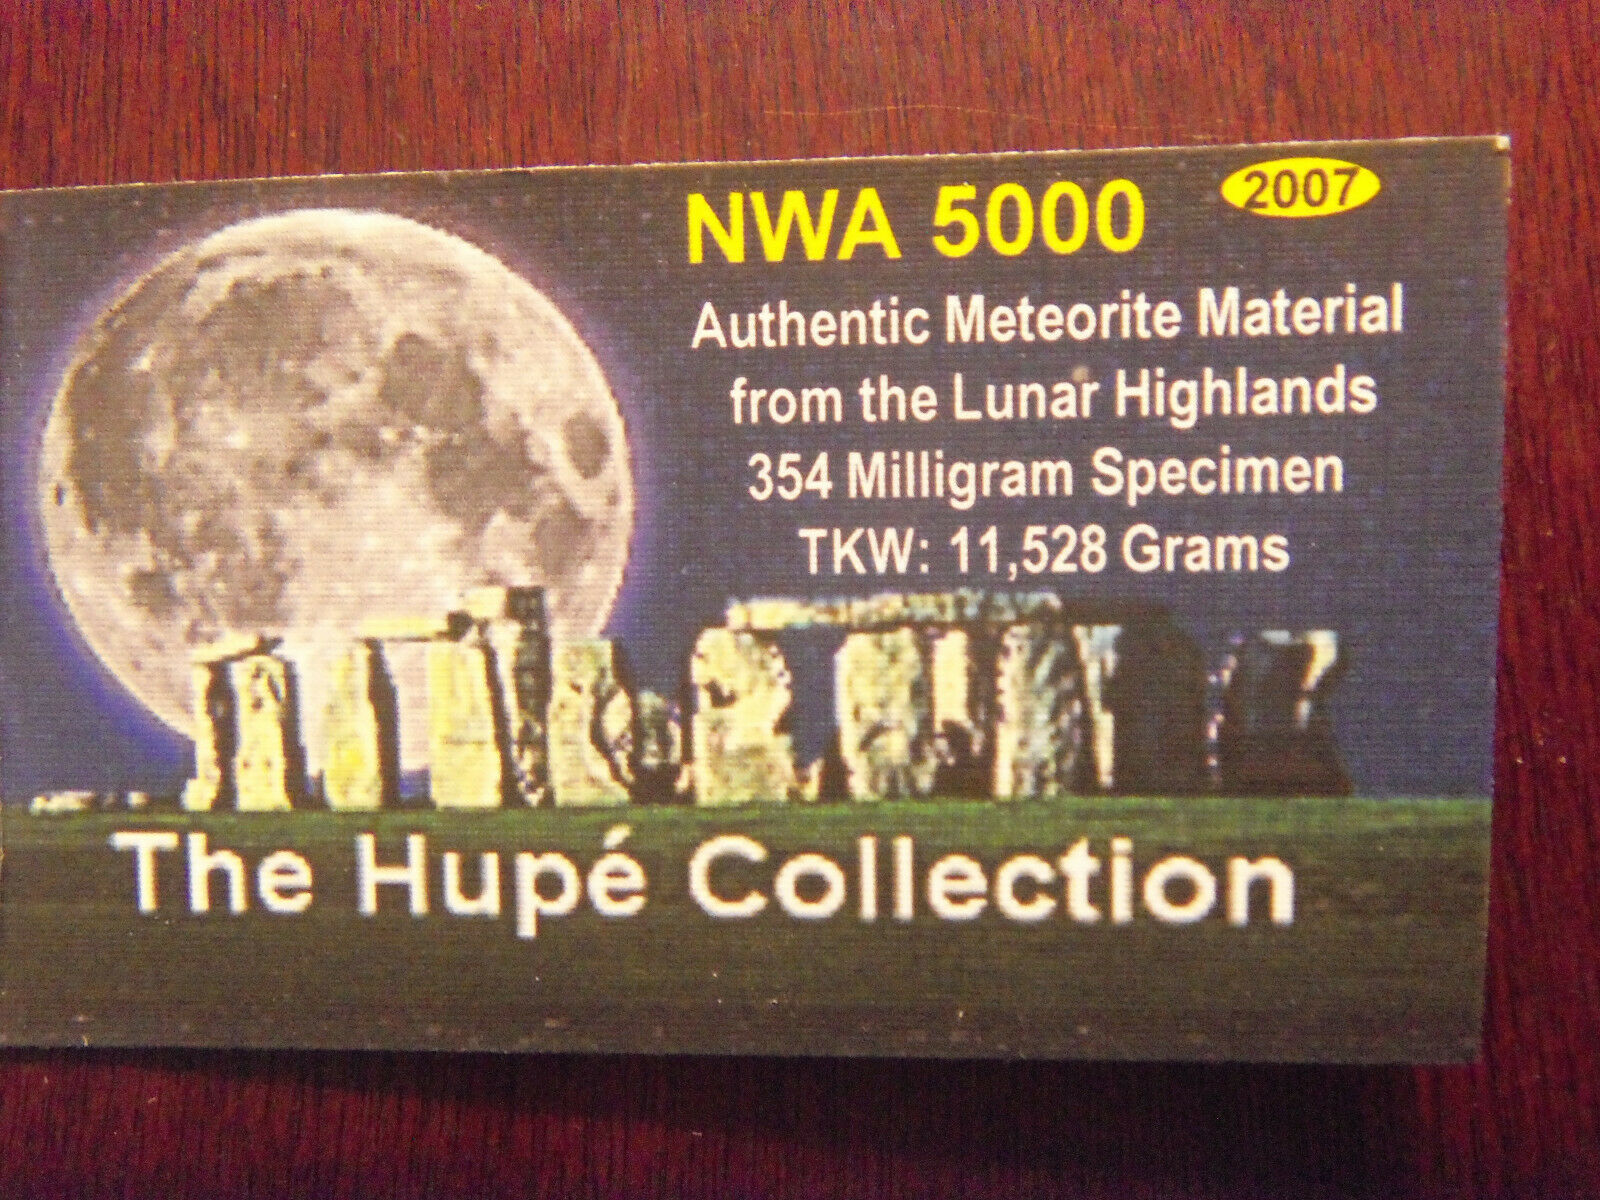 NWA 5000
2007
Authentic Meteorite Material
from the Lunar Highlands
354 Milligram Specimen
TKW: 11,528 Grams
The Hupé Collection